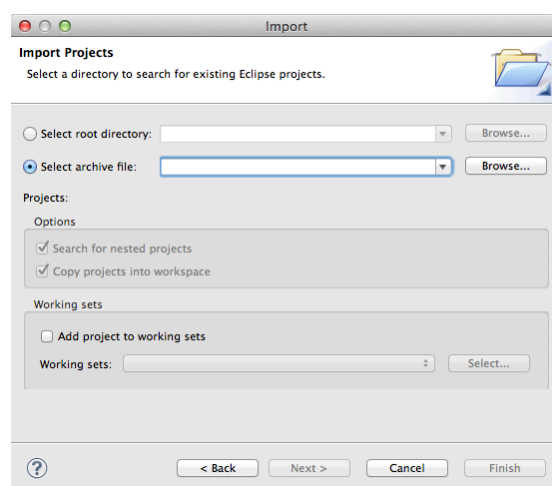 Import
Import Projects
Select a directory to search for existing Eclipse projects.
Select root directory: Browse...
Select archive file: Browse...
Projects:
Options
Search for nested projects
Copy projects into workspace
Working sets
Add project to working sets
Working sets: Select...
? < Back Next > Cancel Finish